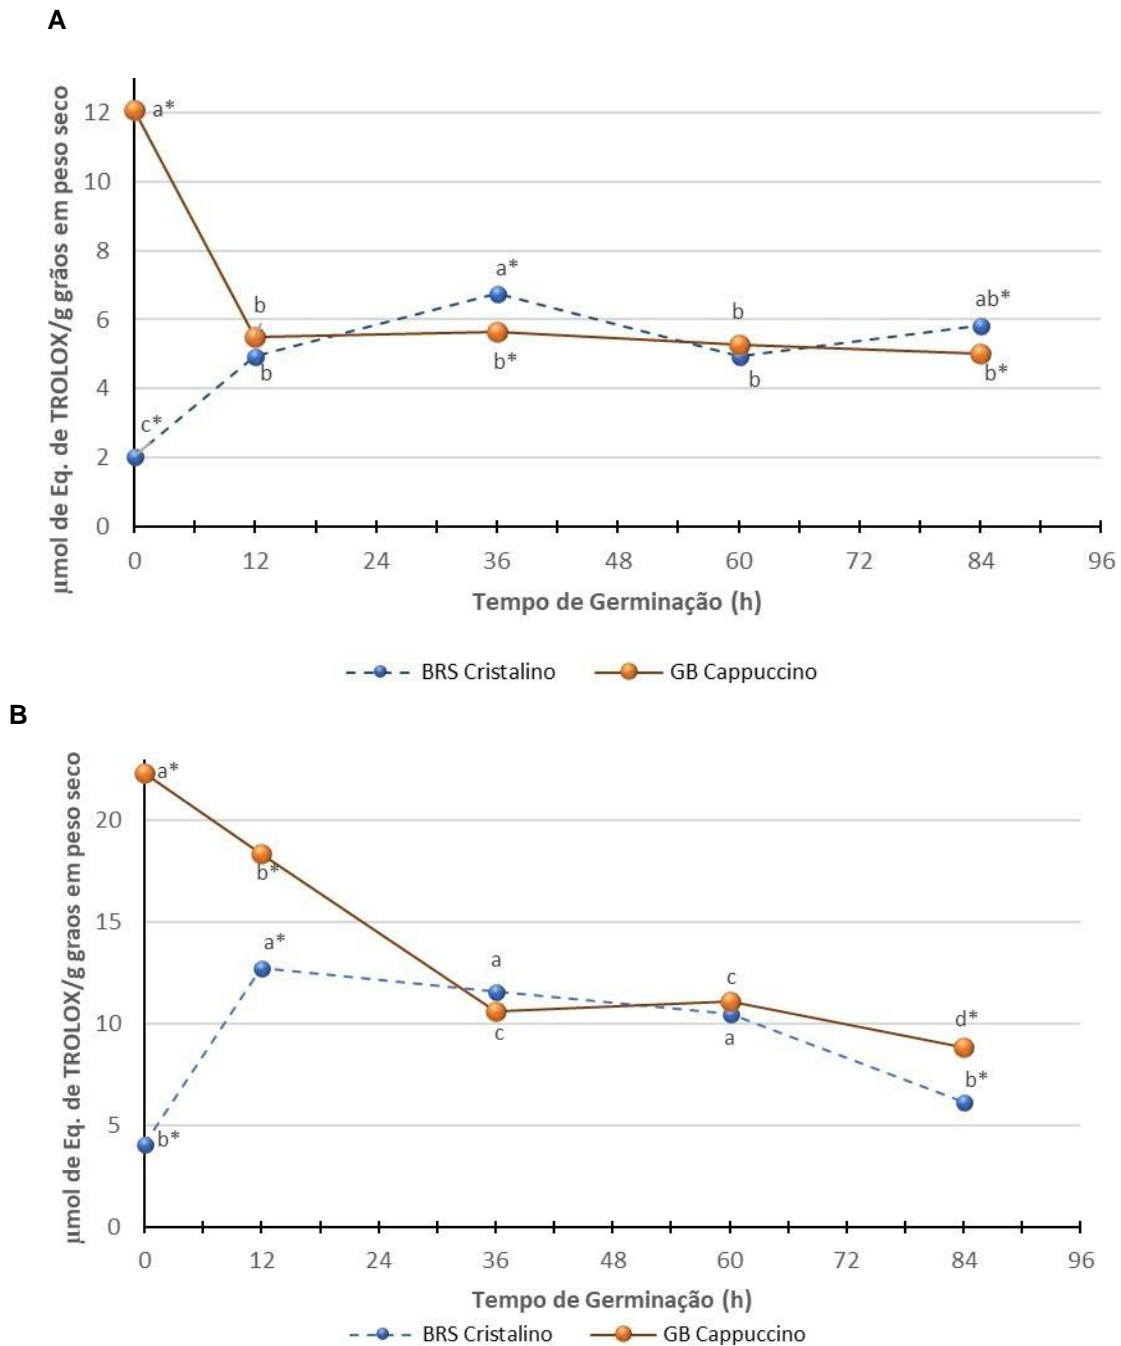 A
µmol de Eq. de TROLOX/g grãos em peso seco
12
10
8
6
4
2
0
a*
b
a*
b
ab*
c*
b
b*
b
b*
0 12 24 36 48 60 72 84 96
Tempo de Germinação (h)
BRS Cristalino GB Cappuccino
B
µmol de Eq. de TROLOX/g graos em peso seco
20
15
10
5
0
a*
b*
a*
a
c
c
a
d*
b*
b*
0 12 24 36 48 60 72 84 96
Tempo de Germinação (h)
BRS Cristalino GB Cappuccino